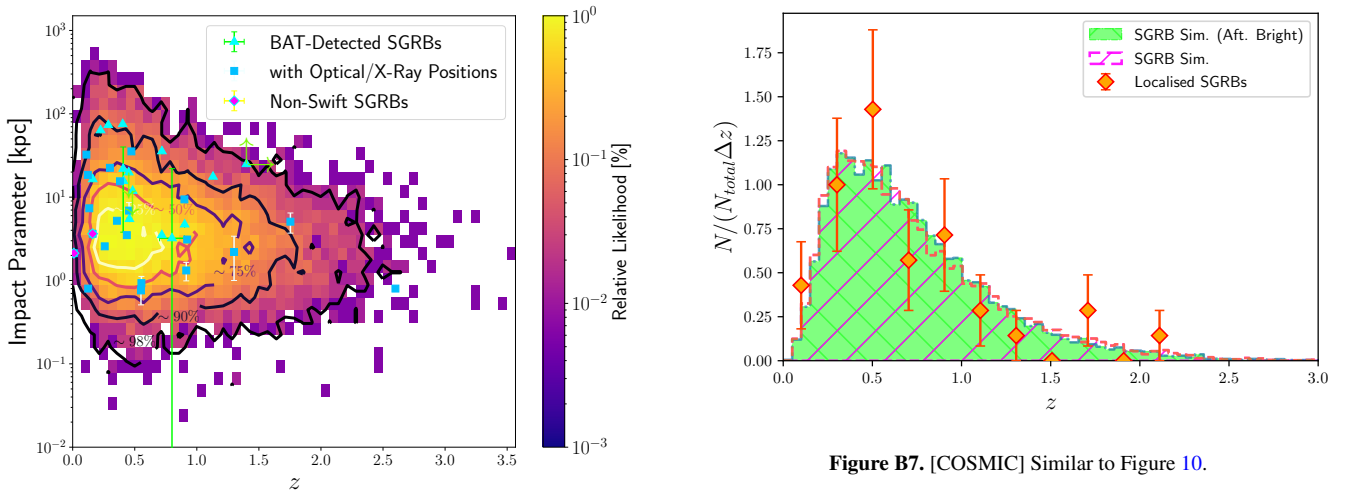 10³
10²
10¹
10⁰
10⁻¹
10⁻²
Impact Parameter [kpc]
BAT-Detected SGRBs
with Optical/X-Ray Positions
Non-Swift SGRBs
~ 50%
~ 75%
~ 90%
~ 98%
0.0 0.5 1.0 1.5 2.0 2.5 3.0 3.5
z
10⁰
10⁻¹
10⁻²
10⁻³
Relative Likelihood [%]
1.75
1.50
1.25
1.00
0.75
0.50
0.25
0.00
N/(N_total Δz)
SGRB Sim. (Aft. Bright)
SGRB Sim.
Localised SGRBs
0.0 0.5 1.0 1.5 2.0 2.5 3.0
z
Figure B7. [COSMIC] Similar to Figure 10.